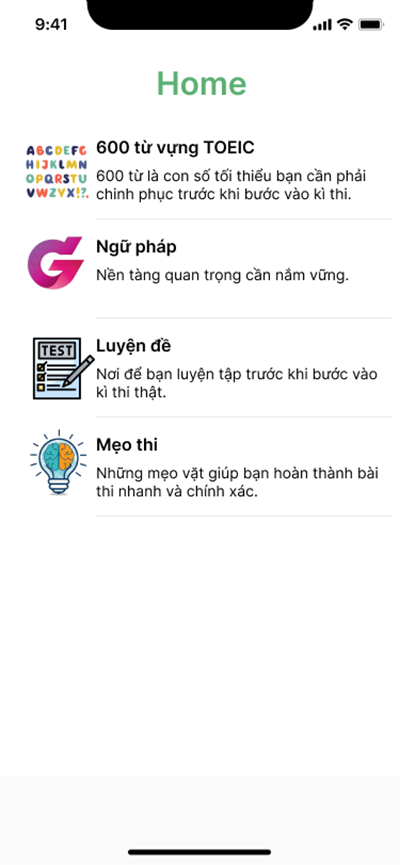 9:41
Home
ABCDEFG
HIJKLMN
OPQRSTU
VWZYX!?.
600 từ vựng TOEIC
600 từ là con số tối thiểu bạn cần phải
chinh phục trước khi bước vào kì thi.
G
Ngữ pháp
Nền tảng quan trọng cần nắm vững.
TEST
Luyện đề
Nơi để bạn luyện tập trước khi bước vào
kì thi thật.
Mẹo thi
Những mẹo vặt giúp bạn hoàn thành bài
thi nhanh và chính xác.